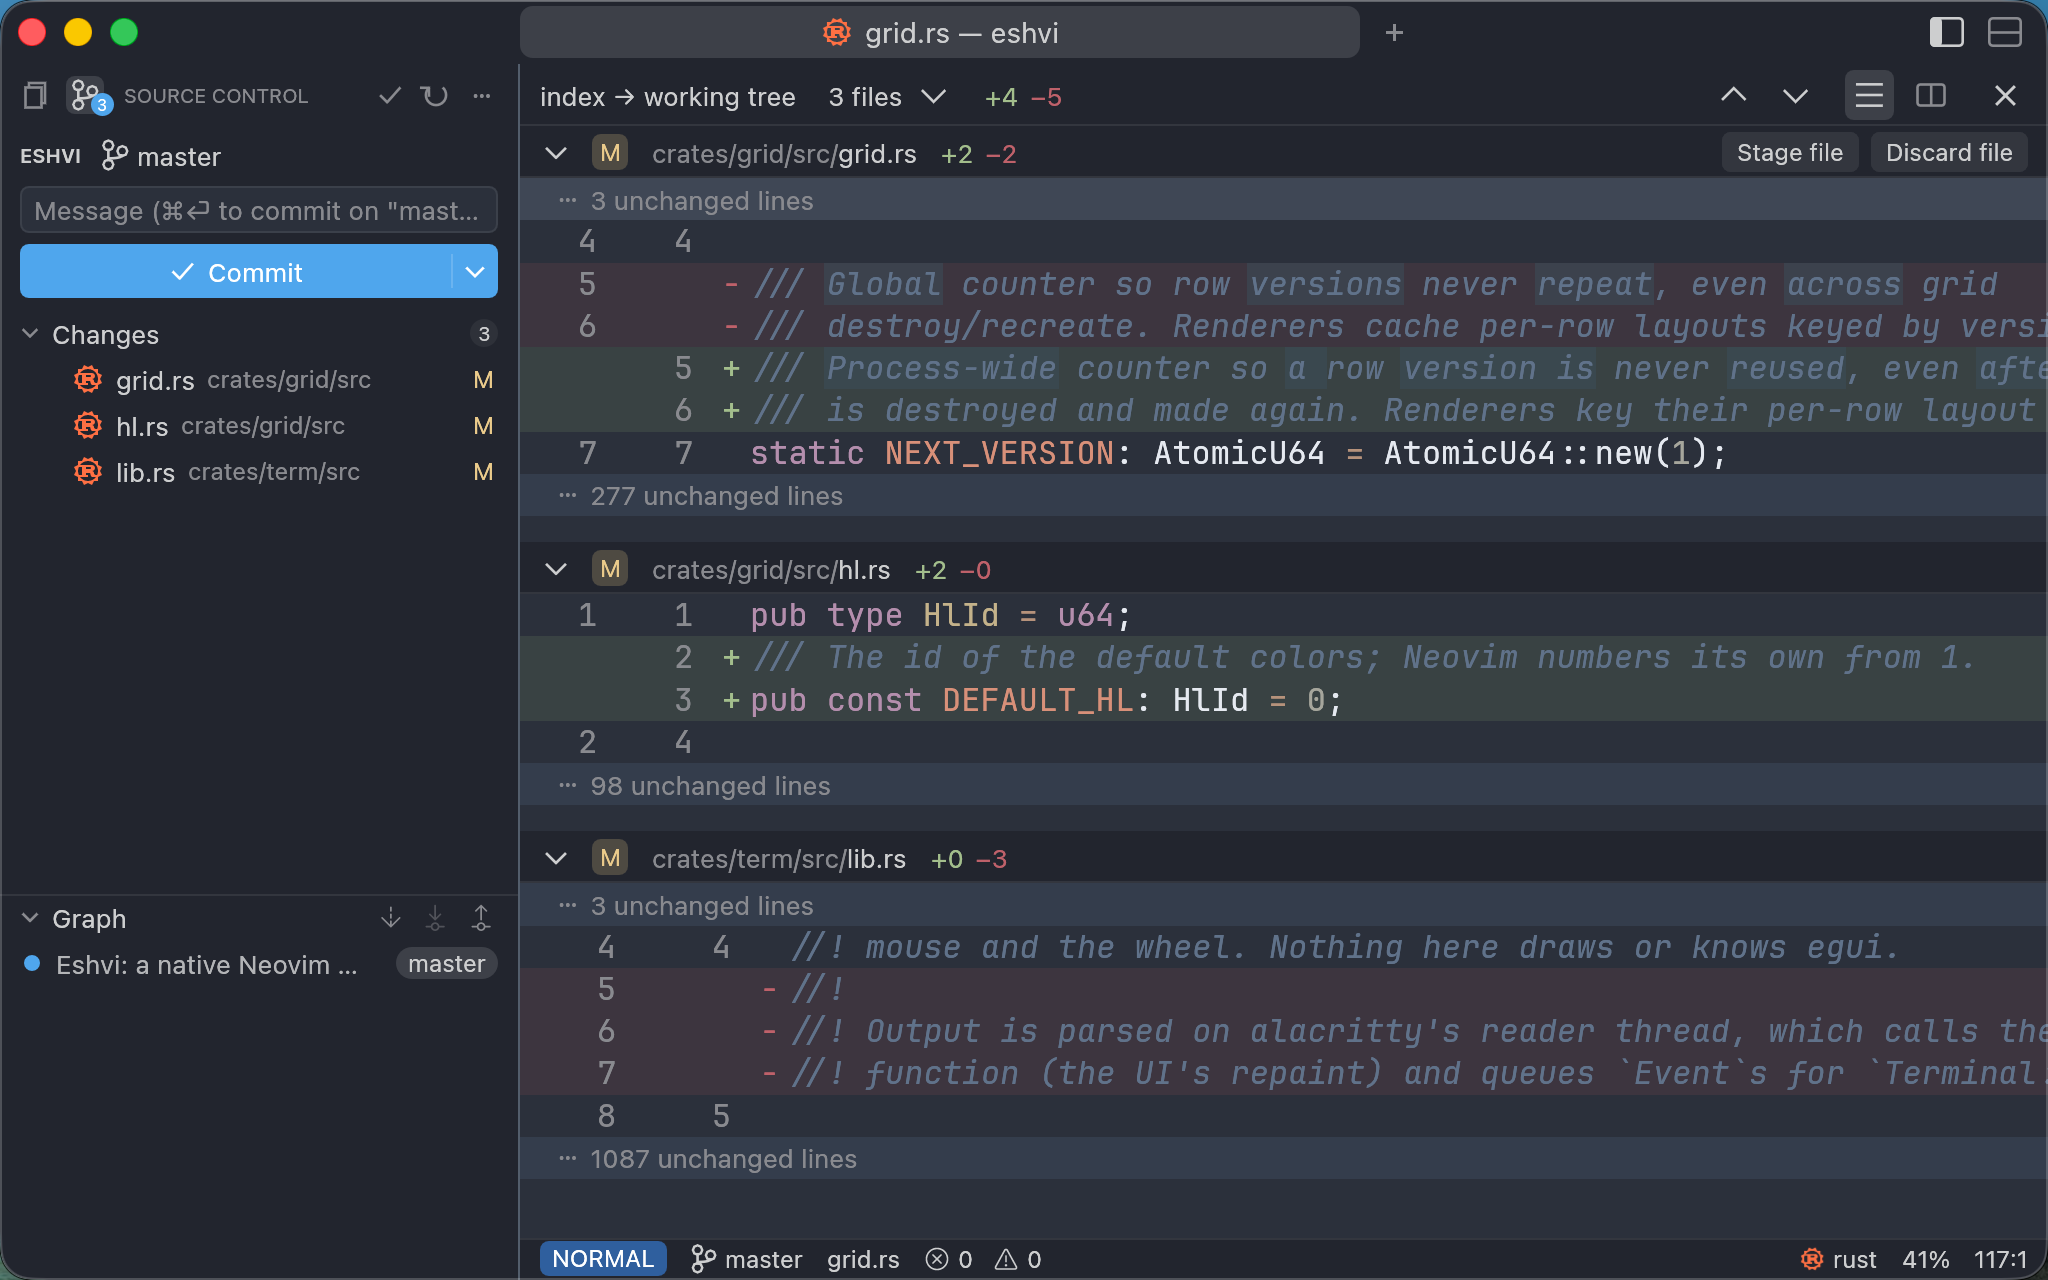 grid.rs — eshvi
3 SOURCE CONTROL
index → working tree 3 files +4 −5
ESHVI master
M crates/grid/src/grid.rs +2 −2 Stage file Discard file
Message (⌘⏎ to commit on "mast...
Commit
Changes 3
grid.rs crates/grid/src M
hl.rs crates/grid/src M
lib.rs crates/term/src M
Graph
Eshvi: a native Neovim ... master
··· 3 unchanged lines
4 4
5 - /// Global counter so row versions never repeat, even across grid
6 - /// destroy/recreate. Renderers cache per-row layouts keyed by versi
5 + /// Process-wide counter so a row version is never reused, even afte
6 + /// is destroyed and made again. Renderers key their per-row layout
7 7 static NEXT_VERSION: AtomicU64 = AtomicU64::new(1);
··· 277 unchanged lines
M crates/grid/src/hl.rs +2 −0
1 1 pub type HlId = u64;
2 + /// The id of the default colors; Neovim numbers its own from 1.
3 + pub const DEFAULT_HL: HlId = 0;
2 4
··· 98 unchanged lines
M crates/term/src/lib.rs +0 −3
··· 3 unchanged lines
4 4 //! mouse and the wheel. Nothing here draws or knows egui.
5 - //!
6 - //! Output is parsed on alacritty's reader thread, which calls the
7 - //! function (the UI's repaint) and queues `Event`s for `Terminal
8 5
··· 1087 unchanged lines
NORMAL master grid.rs 0 0 rust 41% 117:1